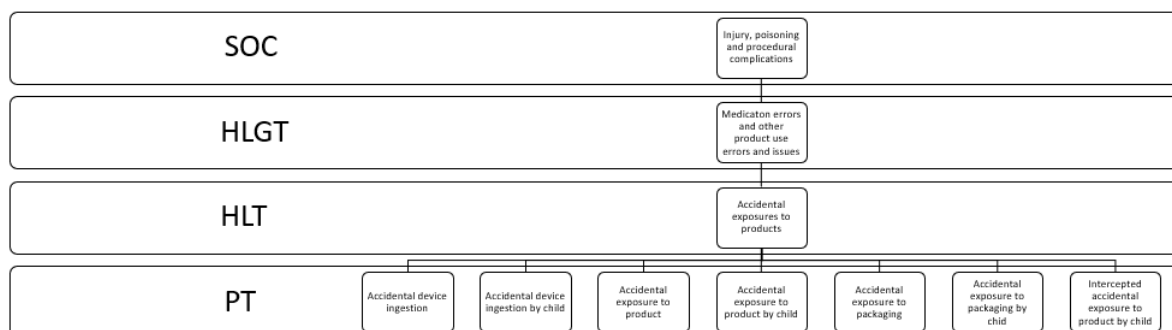 SOC
Injury, poisoning
and procedural
complications
HLGT
Medicaton errors
and other
product use
errors and issues
HLT
Accidental
exposures to
products
PT
Accidental device
ingestion
Accidental device
ingestion by child
Accidental
exposure to
product
Accidental
exposure to
product by child
Accidental
exposure to
packaging
Accidental
exposure to
packaging by
chid
Intercepted
accidental
exposure to
product by child